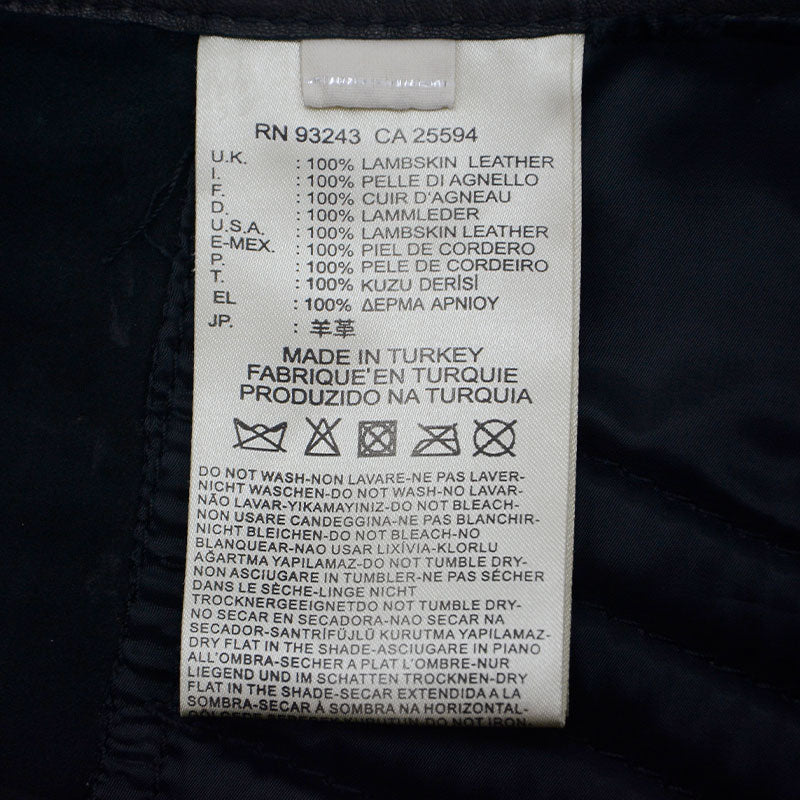 RN 93243 CA 25594
U.K. : 100% LAMBSKIN LEATHER
I. : 100% PELLE DI AGNELLO
F. : 100% CUIR D'AGNEAU
D. : 100% LAMMLEDER
U.S.A. : 100% LAMBSKIN LEATHER
E-MEX. : 100% PIEL DE CORDERO
P. : 100% PELE DE CORDEIRO
T. : 100% KUZU DERİSİ
EL : 100% ΔΕΡΜΑ ΑΡΝΙΟΥ
JP. : 羊革
MADE IN TURKEY
FABRIQUE'EN TURQUIE
PRODUZIDO NA TURQUIA
DO NOT WASH-NON LAVARE-NE PAS LAVER-
NICHT WASCHEN-DO NOT WASH-NO LAVAR-
NÃO LAVAR-YIKAMAYINIZ-DO NOT BLEACH-
NON USARE CANDEGGINA-NE PAS BLANCHIR-
NICHT BLEICHEN-DO NOT BLEACH-NO
BLANQUEAR-NAO USAR LIXÍVIA-KLORLU
AĞARTMA YAPILAMAZ-DO NOT TUMBLE DRY-
NON ASCIUGARE IN TUMBLER-NE PAS SÉCHER
DANS LE SÈCHE-LINGE NICHT
TROCKNERGEEIGNETDO NOT TUMBLE DRY-
NO SECAR EN SECADORA-NAO SECAR NA
SECADOR-SANTRİFÜJLÜ KURUTMA YAPILAMAZ-
DRY FLAT IN THE SHADE-ASCIUGARE IN PIANO
ALL'OMBRA-SECHER A PLAT L'OMBRE-NUR
LIEGEND UND IM SCHATTEN TROCKNEN-DRY
FLAT IN THE SHADE-SECAR EXTENDIDA A LA
SOMBRA-SECAR À SOMBRA NA HORIZONTAL-
DO NOT IRON-